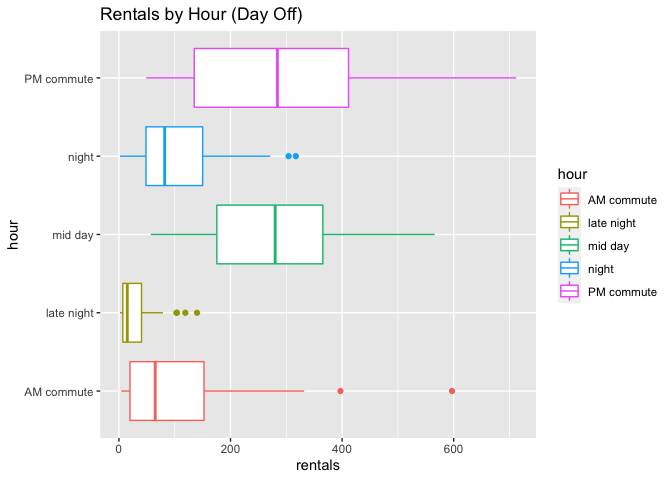 Rentals by Hour (Day Off)
PM commute
night
mid day
late night
AM commute
hour
0
200
400
600
rentals
hour
AM commute
late night
mid day
night
PM commute